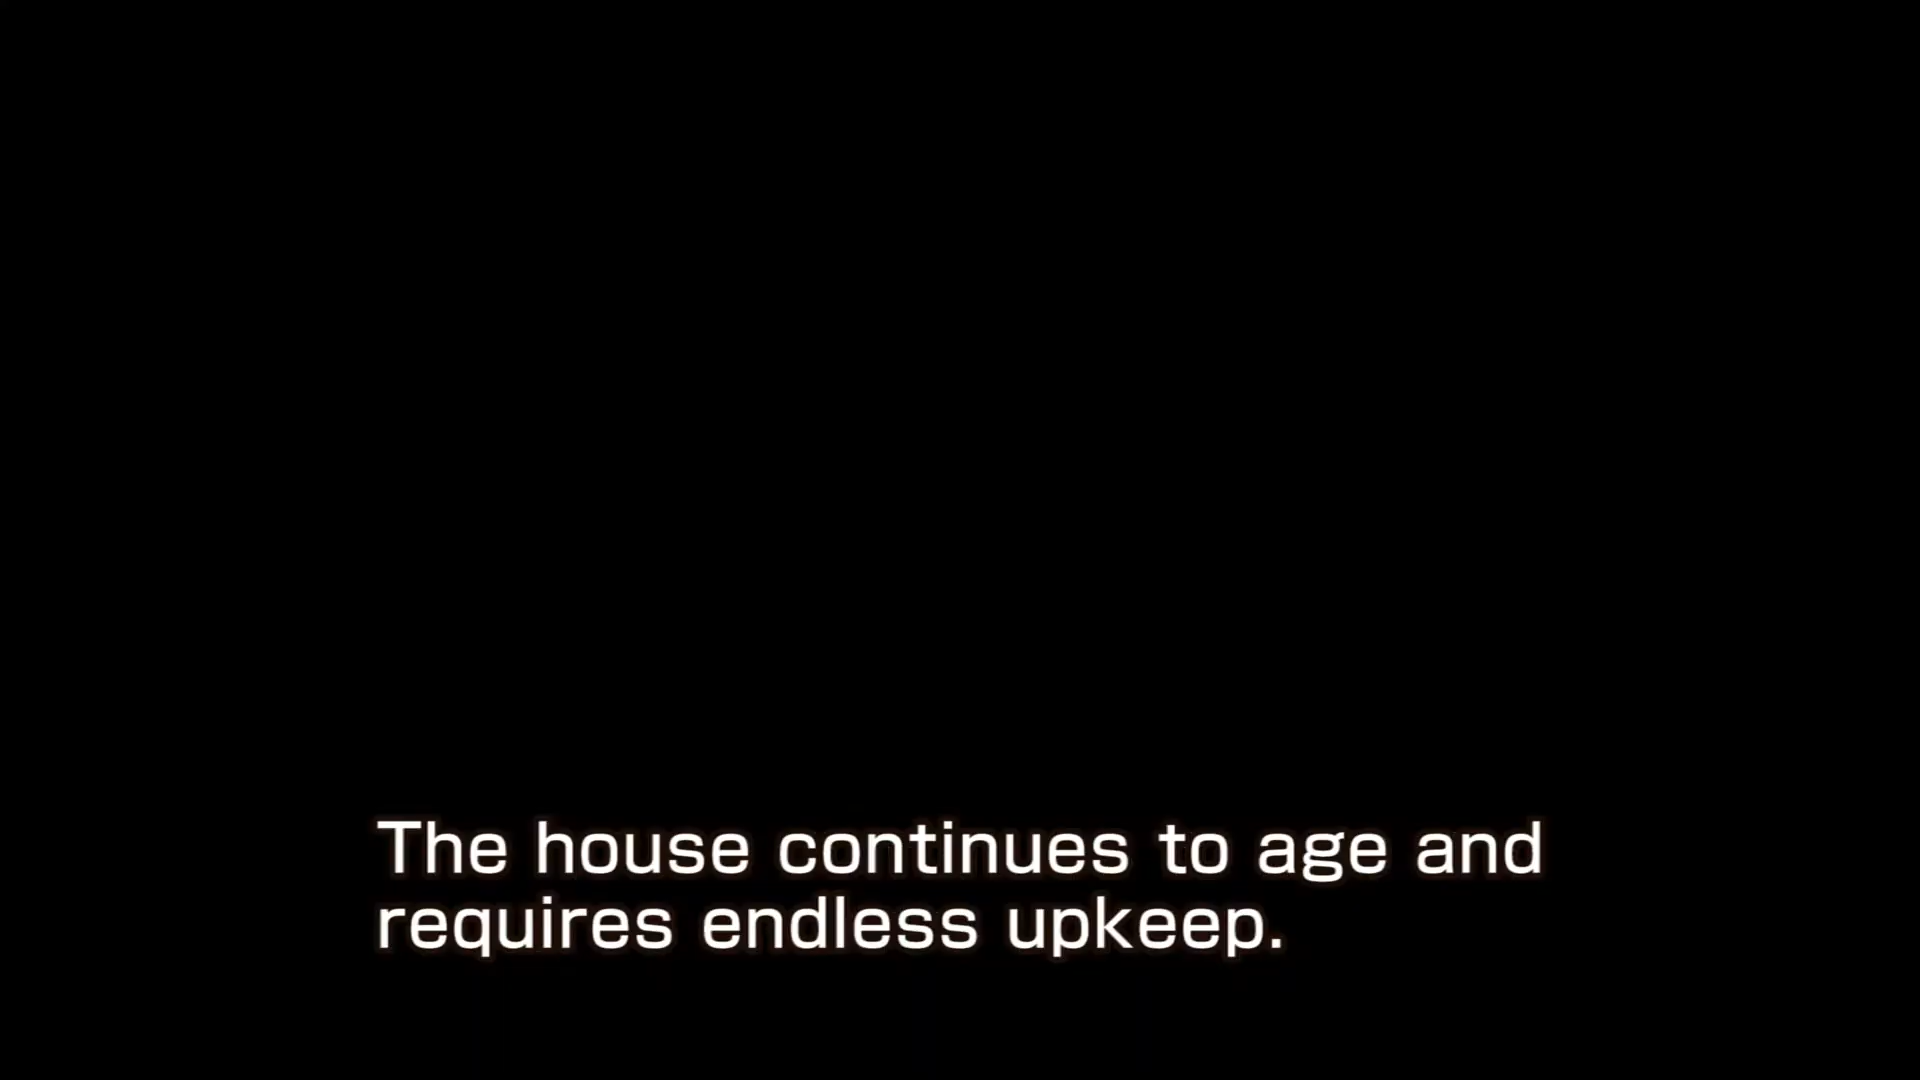 The house continues to age and
requires endless upkeep.